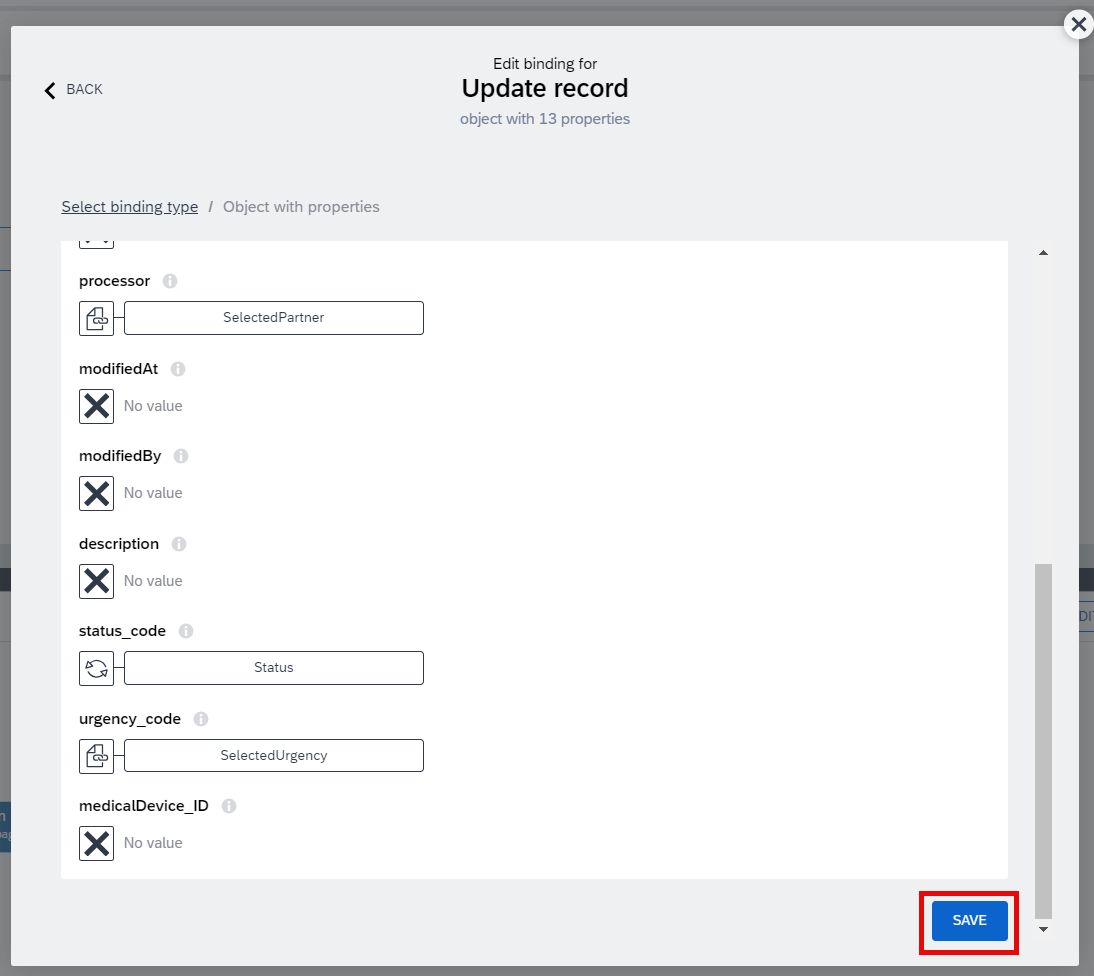 Edit binding for
BACK
Update record
object with 13 properties
Select binding type / Object with properties
processor
SelectedPartner
modifiedAt
No value
modifiedBy
No value
description
No value
status_code
Status
urgency_code
SelectedUrgency
medicalDevice_ID
No value
SAVE